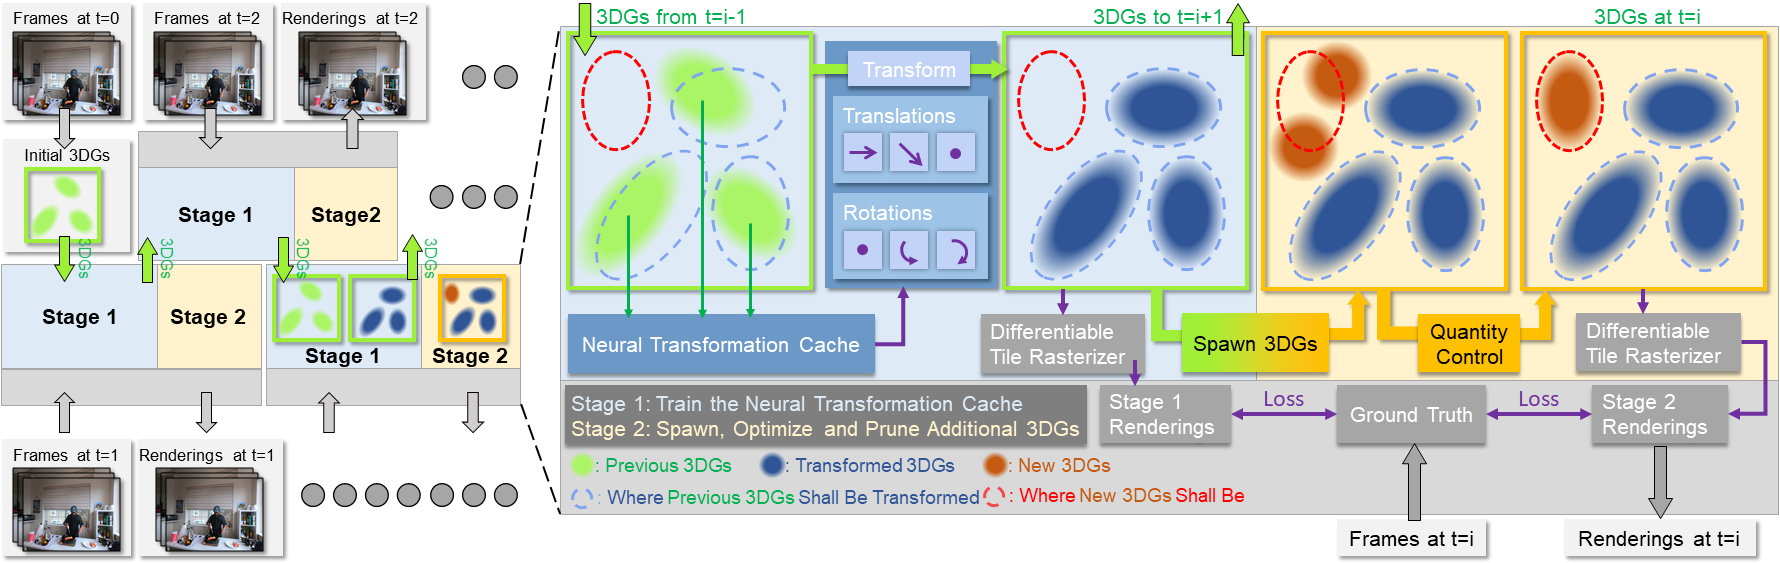 Frames at t=0
Frames at t=2
Renderings at t=2
Initial 3DGs
Stage 1
Stage2
3DGs
3DGs
3DGs
3DGs
Stage 1
Stage 2
Stage 1
Stage 2
Frames at t=1
Renderings at t=1
3DGs from t=i-1
3DGs to t=i+1
3DGs at t=i
Transform
Translations
Rotations
Neural Transformation Cache
Differentiable
Tile Rasterizer
Spawn 3DGs
Quantity
Control
Differentiable
Tile Rasterizer
Stage 1: Train the Neural Transformation Cache
Stage 2: Spawn, Optimize and Prune Additional 3DGs
Stage 1
Renderings
Loss
Ground Truth
Loss
Stage 2
Renderings
: Previous 3DGs
: Transformed 3DGs
: New 3DGs
: Where Previous 3DGs Shall Be Transformed
: Where New 3DGs Shall Be
Frames at t=i
Renderings at t=i